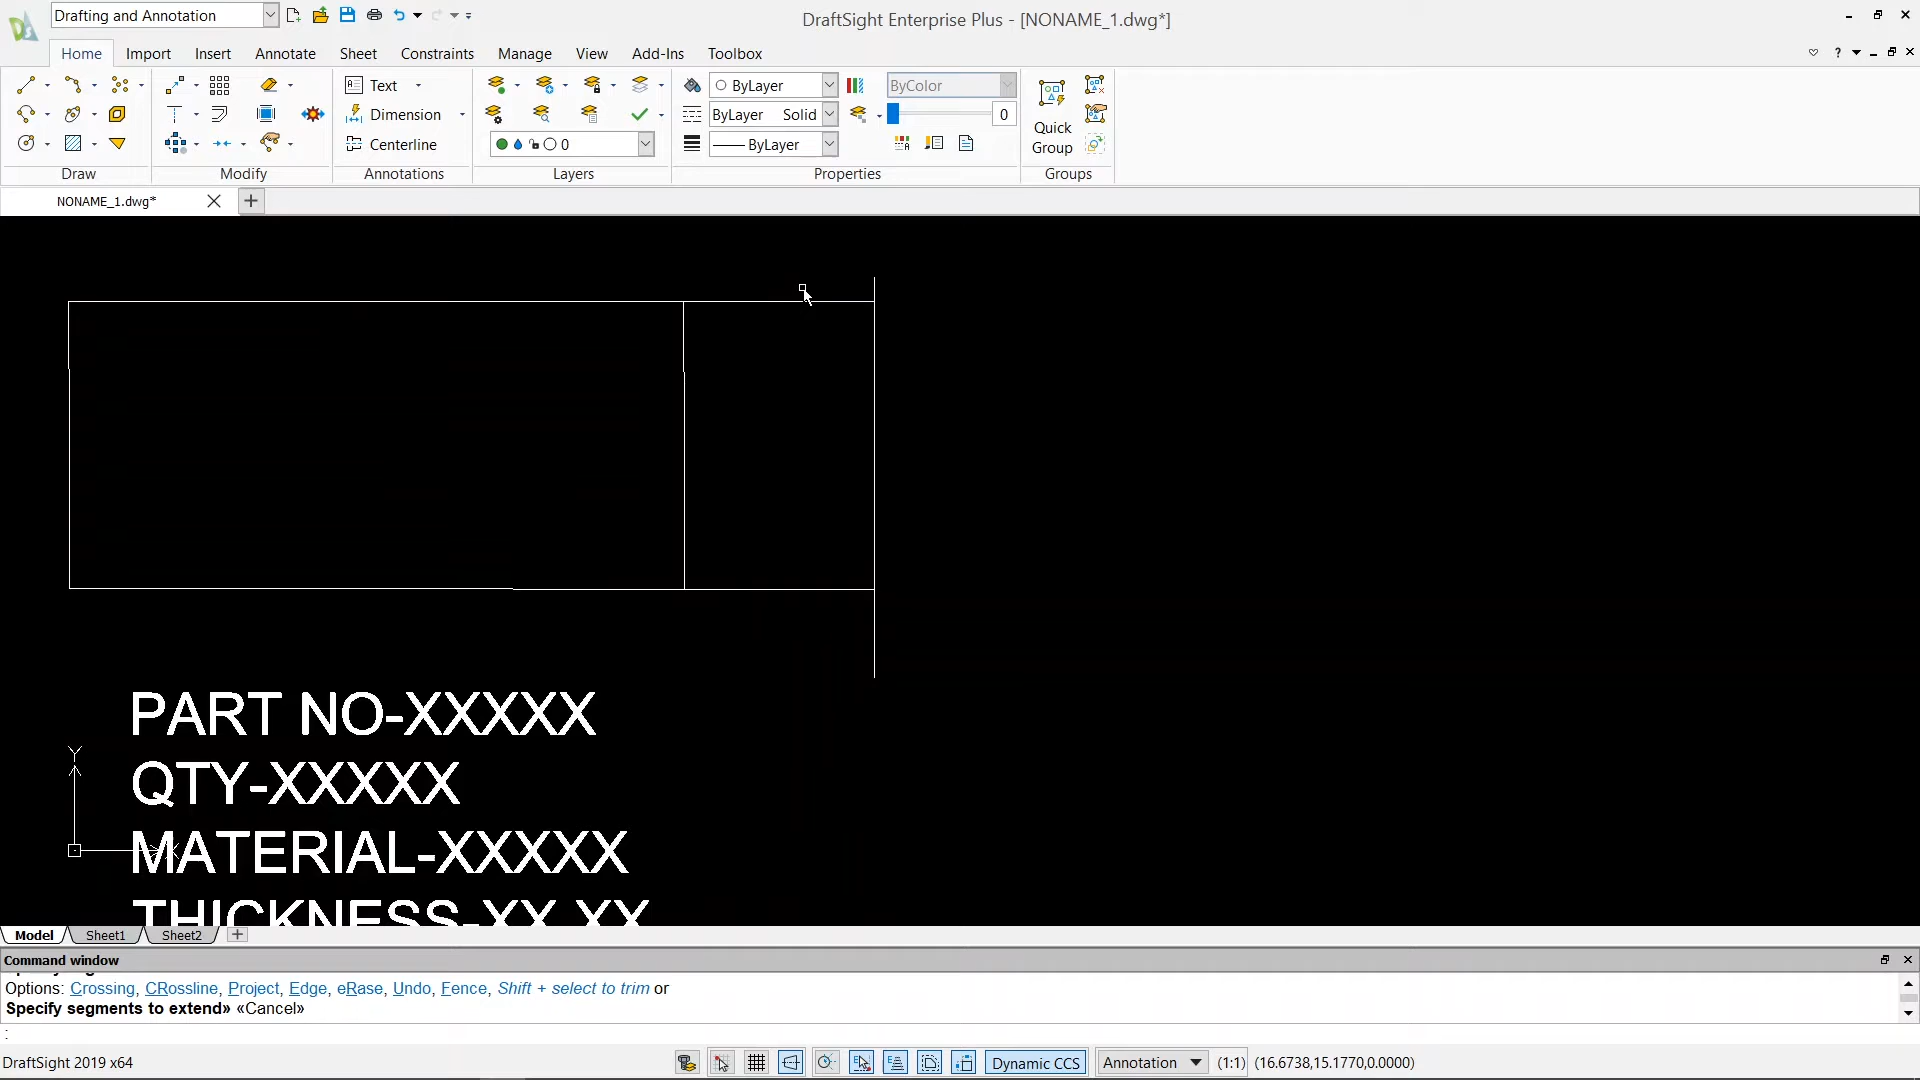 Drafting and Annotation
DraftSight Enterprise Plus - [NONAME_1.dwg*]
Home Import Insert Annotate Sheet Constraints Manage View Add-Ins Toolbox
Text
Dimension
Centerline
0
ByLayer
ByLayer Solid
ByLayer
ByColor
0
Quick
Group
Draw Modify Annotations Layers Properties Groups
NONAME_1.dwg*
PART NO-XXXXX
QTY-XXXXX
MATERIAL-XXXXX
THICKNESS-XX.XX
Y
X
Model Sheet1 Sheet2
Command window
Options: Crossing, CRossline, Project, Edge, eRase, Undo, Fence, Shift + select to trim or
Specify segments to extend» «Cancel»
:
DraftSight 2019 x64
Dynamic CCS Annotation (1:1) (16.6738,15.1770,0.0000)